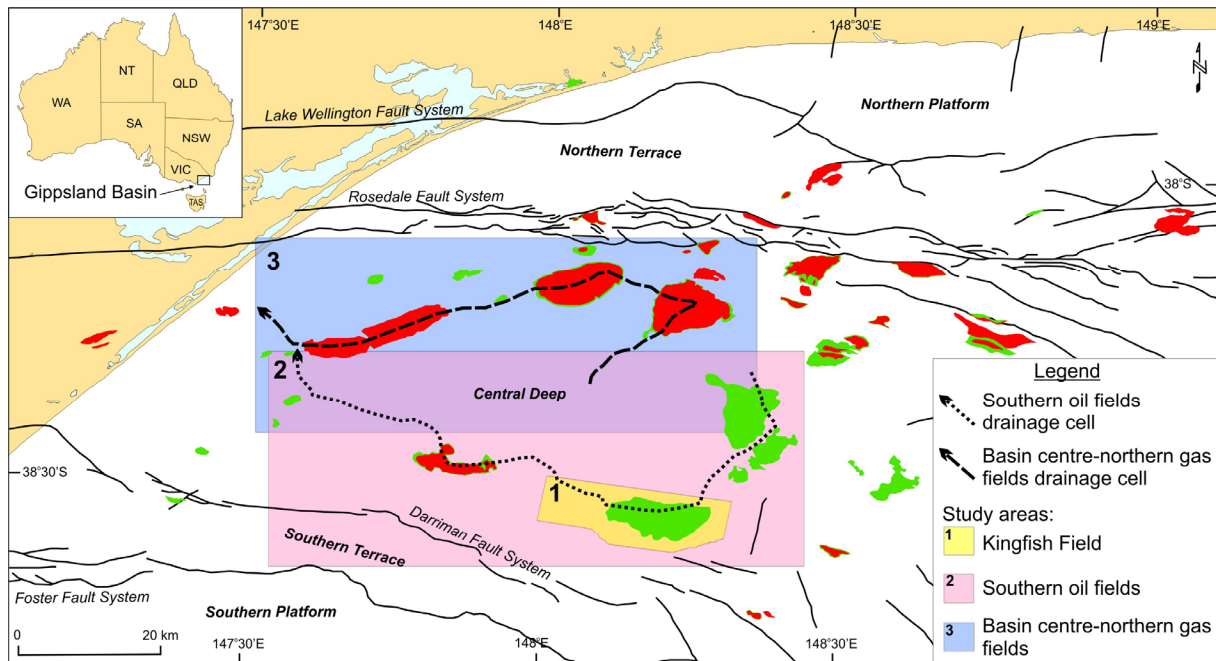 147°30'E
148°E
148°30'E
149°E
N
NT
QLD
WA
SA
NSW
VIC
Gippsland Basin
TAS
Lake Wellington Fault System
Northern Platform
Northern Terrace
38°S
Rosedale Fault System
3
2
Central Deep
38°30'S
1
Darriman Fault System
Southern Terrace
Foster Fault System
Southern Platform
0
20 km
147°30'E
148°E
148°30'E
Legend
Southern oil fields
drainage cell
Basin centre-northern gas
fields drainage cell
Study areas:
1
Kingfish Field
2
Southern oil fields
3
Basin centre-northern gas
fields